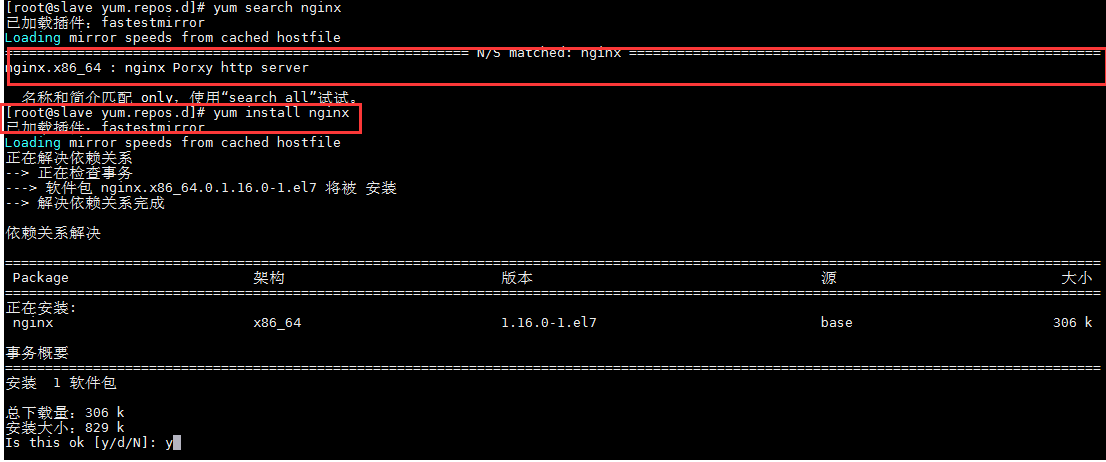 [root@slave yum.repos.d]# yum search nginx
已加载插件：fastestmirror
Loading mirror speeds from cached hostfile
========================================================== N/S matched: nginx ===========================================================
nginx.x86_64 : nginx Porxy http server
名称和简介匹配 only，使用“search all”试试。
[root@slave yum.repos.d]# yum install nginx
已加载插件：fastestmirror
Loading mirror speeds from cached hostfile
正在解决依赖关系
--> 正在检查事务
---> 软件包 nginx.x86_64.0.1.16.0-1.el7 将被 安装
--> 解决依赖关系完成
依赖关系解决
=========================================================================================================================================
Package 架构 版本 源 大小
=========================================================================================================================================
正在安装:
nginx x86_64 1.16.0-1.el7 base 306 k
事务概要
=========================================================================================================================================
安装 1 软件包
总下载量：306 k
安装大小：829 k
Is this ok [y/d/N]: y